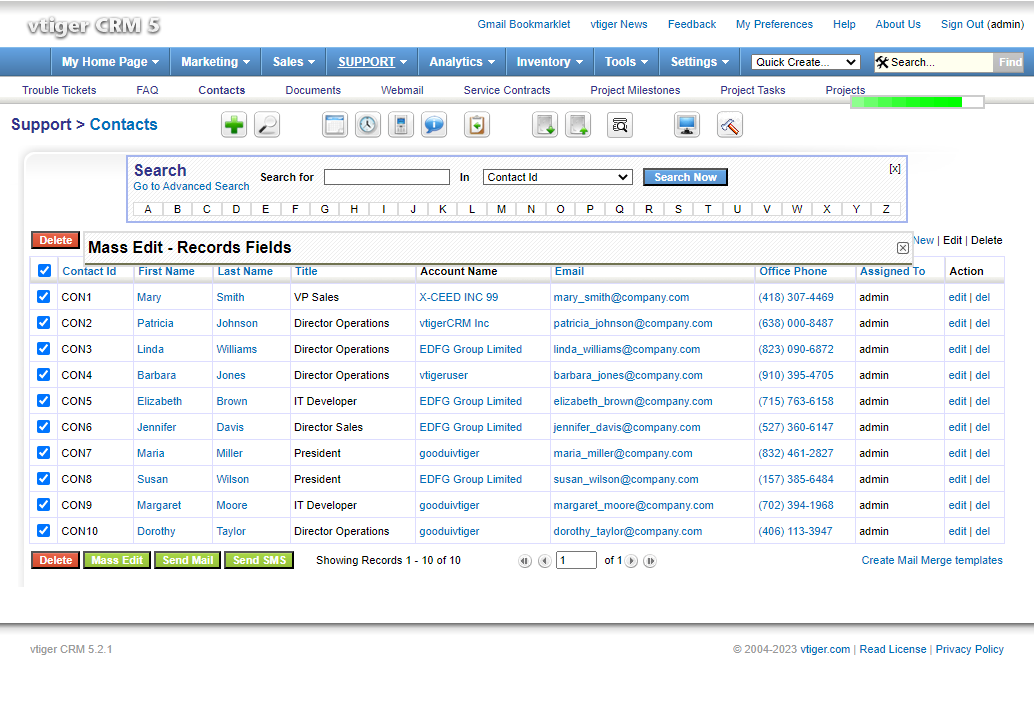 vtiger CRM 5
Gmail Bookmarklet vtiger News Feedback My Preferences Help About Us Sign Out (admin)
My Home Page Marketing Sales SUPPORT Analytics Inventory Tools Settings Quick Create... Search... Find
Trouble Tickets FAQ Contacts Documents Webmail Service Contracts Project Milestones Project Tasks Projects
Support > Contacts
Search
Go to Advanced Search
Search for In Contact Id Search Now [x]
A B C D E F G H I J K L M N O P Q R S T U V W X Y Z
Delete New | Edit | Delete
Mass Edit - Records Fields
Contact Id First Name Last Name Title Account Name Email Office Phone Assigned To Action
CON1 Mary Smith VP Sales X-CEED INC 99 mary_smith@company.com (418) 307-4469 admin edit | del
CON2 Patricia Johnson Director Operations vtigerCRM Inc patricia_johnson@company.com (638) 000-8487 admin edit | del
CON3 Linda Williams Director Operations EDFG Group Limited linda_williams@company.com (823) 090-6872 admin edit | del
CON4 Barbara Jones Director Operations vtigeruser barbara_jones@company.com (910) 395-4705 admin edit | del
CON5 Elizabeth Brown IT Developer EDFG Group Limited elizabeth_brown@company.com (715) 763-6158 admin edit | del
CON6 Jennifer Davis Director Sales EDFG Group Limited jennifer_davis@company.com (527) 360-6147 admin edit | del
CON7 Maria Miller President gooduivtiger maria_miller@company.com (832) 461-2827 admin edit | del
CON8 Susan Wilson President EDFG Group Limited susan_wilson@company.com (157) 385-6484 admin edit | del
CON9 Margaret Moore IT Developer gooduivtiger margaret_moore@company.com (702) 394-1968 admin edit | del
CON10 Dorothy Taylor Director Operations gooduivtiger dorothy_taylor@company.com (406) 113-3947 admin edit | del
Delete Mass Edit Send Mail Send SMS Showing Records 1 - 10 of 10 1 of 1 Create Mail Merge templates
vtiger CRM 5.2.1 © 2004-2023 vtiger.com | Read License | Privacy Policy